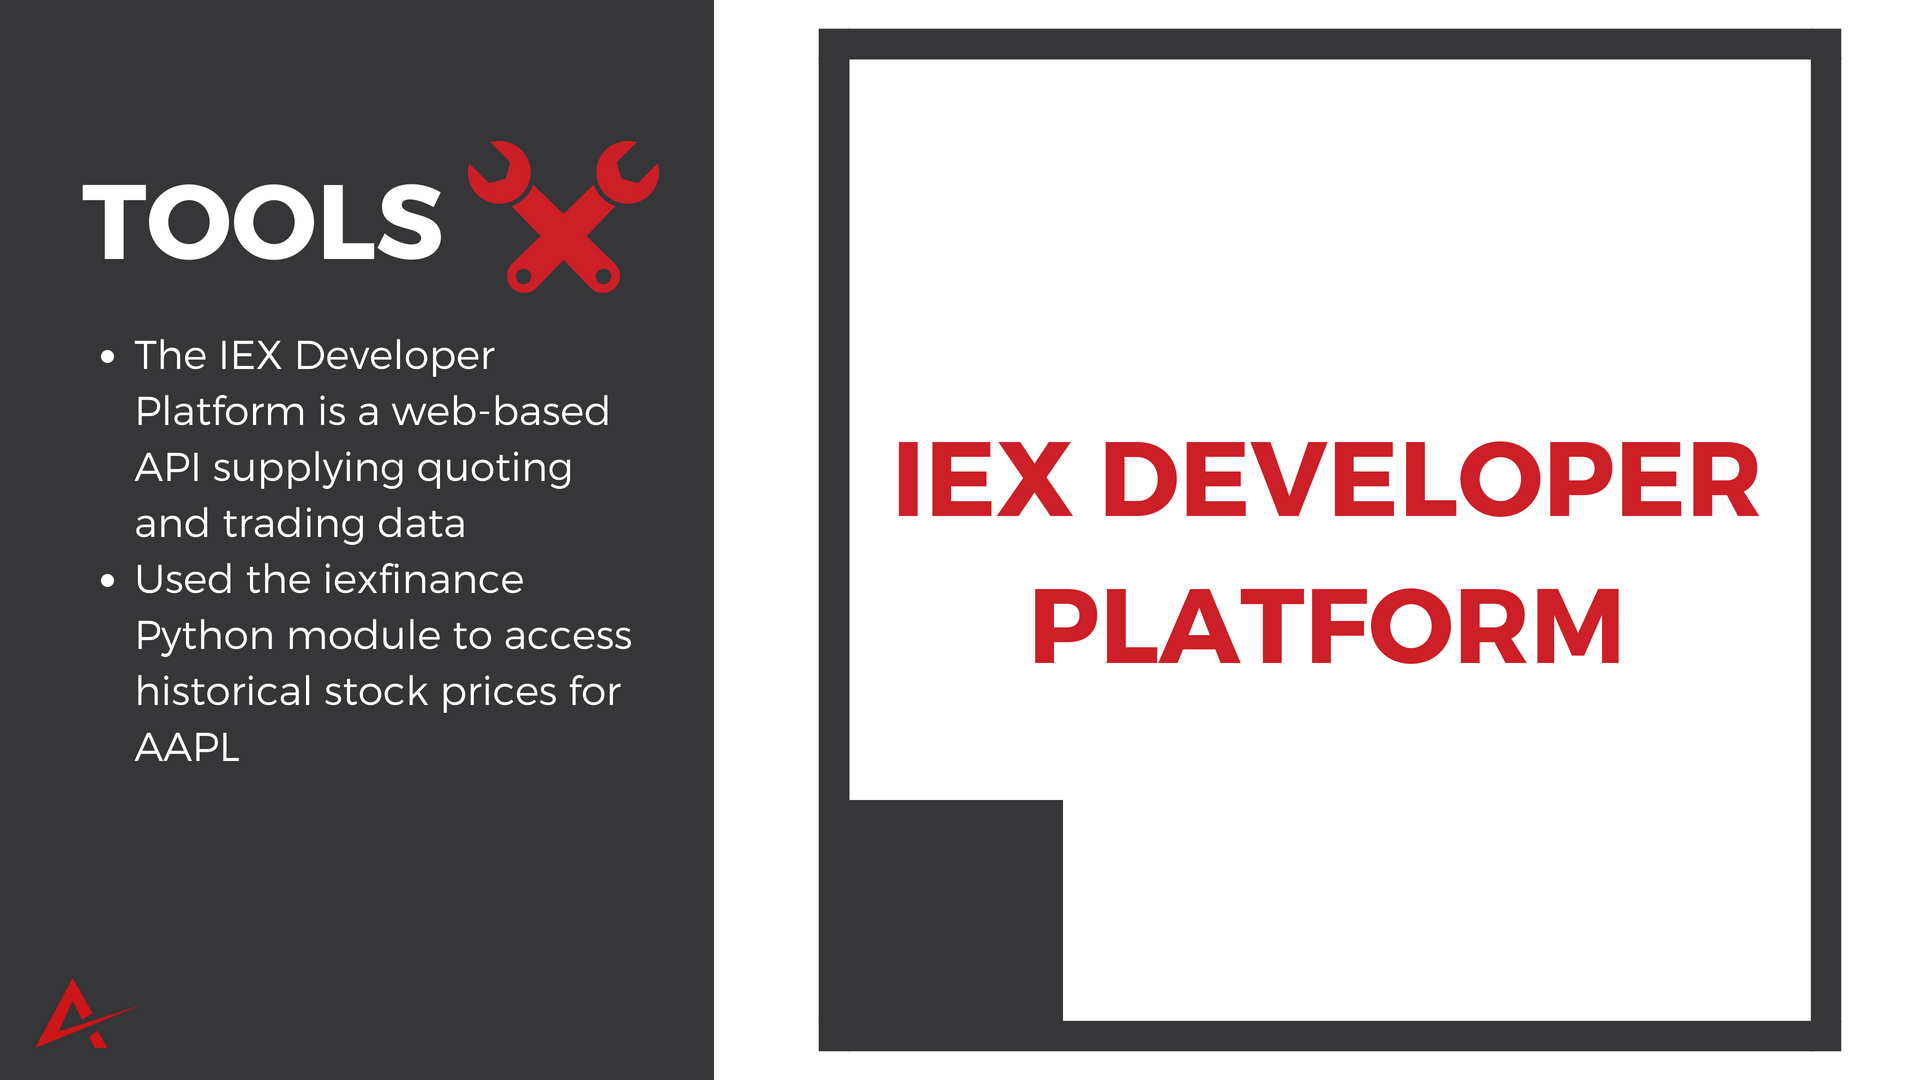 TOOLS
• The IEX Developer
Platform is a web-based
API supplying quoting
and trading data
• Used the iexfinance
Python module to access
historical stock prices for
AAPL
IEX DEVELOPER
PLATFORM